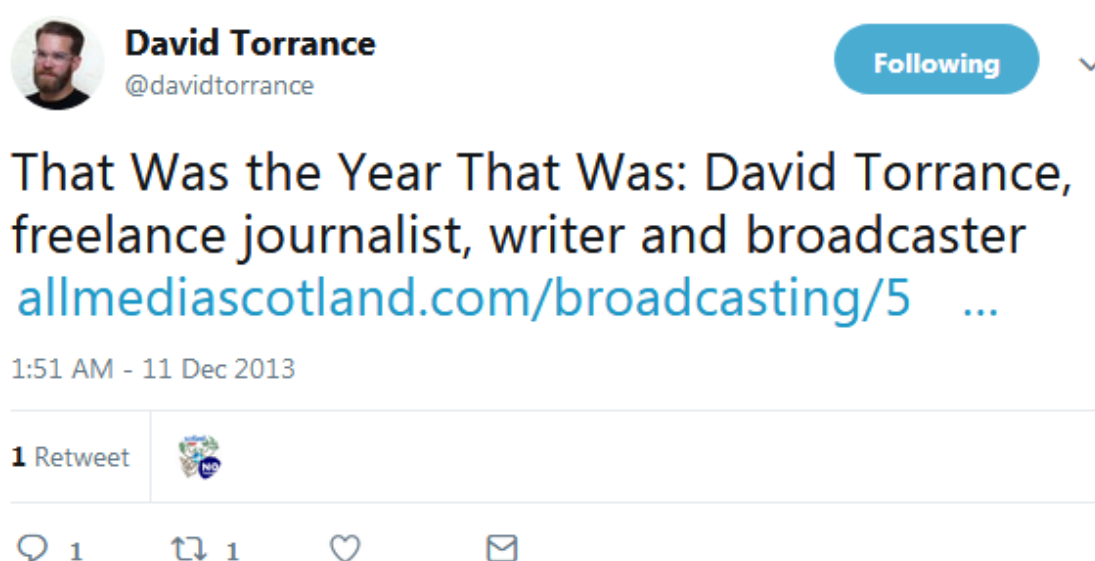 David Torrance
@davidtorrance
Following
That Was the Year That Was: David Torrance,
freelance journalist, writer and broadcaster
allmediascotland.com/broadcasting/5 ...
1:51 AM - 11 Dec 2013
1 Retweet
NO
1
1